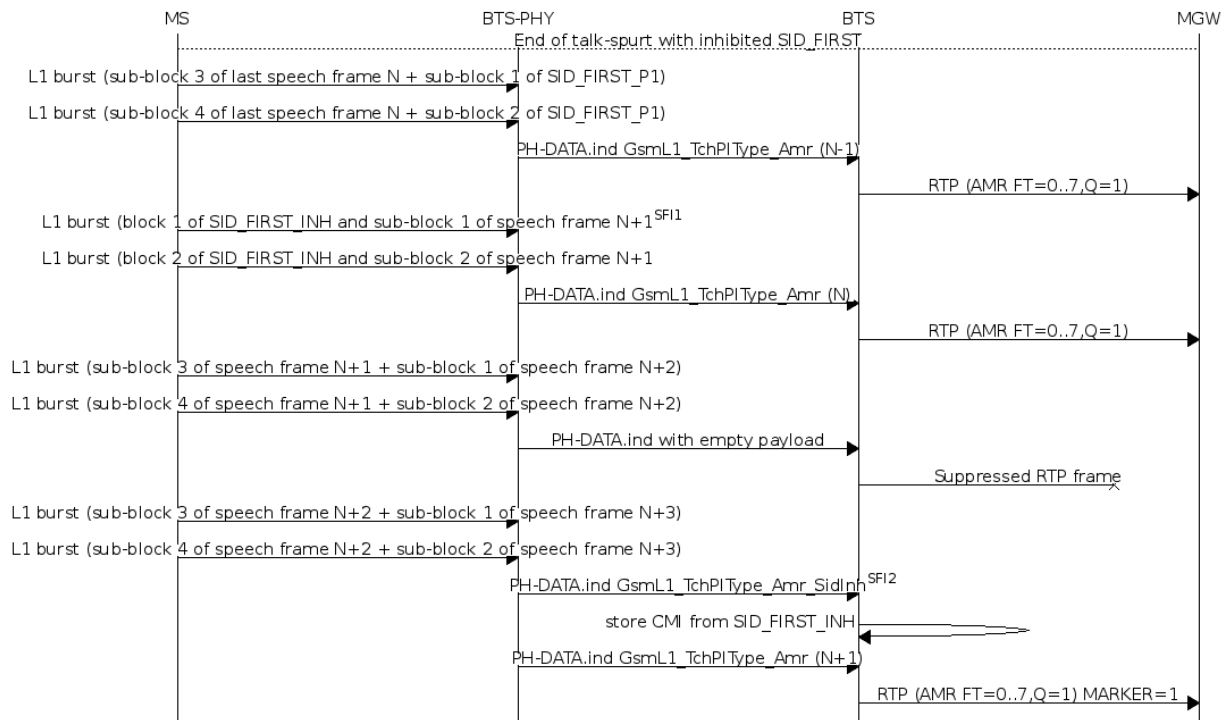 MS BTS-PHY BTS MGW
End of talk-spurt with inhibited SID_FIRST
L1 burst (sub-block 3 of last speech frame N + sub-block 1 of SID_FIRST_P1)
L1 burst (sub-block 4 of last speech frame N + sub-block 2 of SID_FIRST_P1)
PH-DATA.ind GsmL1_TchPlType_Amr (N-1)
RTP (AMR FT=0..7,Q=1)
L1 burst (block 1 of SID_FIRST_INH and sub-block 1 of speech frame N+1 SFI1
L1 burst (block 2 of SID_FIRST_INH and sub-block 2 of speech frame N+1
PH-DATA.ind GsmL1_TchPlType_Amr (N)
RTP (AMR FT=0..7,Q=1)
L1 burst (sub-block 3 of speech frame N+1 + sub-block 1 of speech frame N+2)
L1 burst (sub-block 4 of speech frame N+1 + sub-block 2 of speech frame N+2)
PH-DATA.ind with empty payload
Suppressed RTP frame
L1 burst (sub-block 3 of speech frame N+2 + sub-block 1 of speech frame N+3)
L1 burst (sub-block 4 of speech frame N+2 + sub-block 2 of speech frame N+3)
PH-DATA.ind GsmL1_TchPlType_Amr_SidInh SFI2
store CMI from SID_FIRST_INH
PH-DATA.ind GsmL1_TchPlType_Amr (N+1)
RTP (AMR FT=0..7,Q=1) MARKER=1